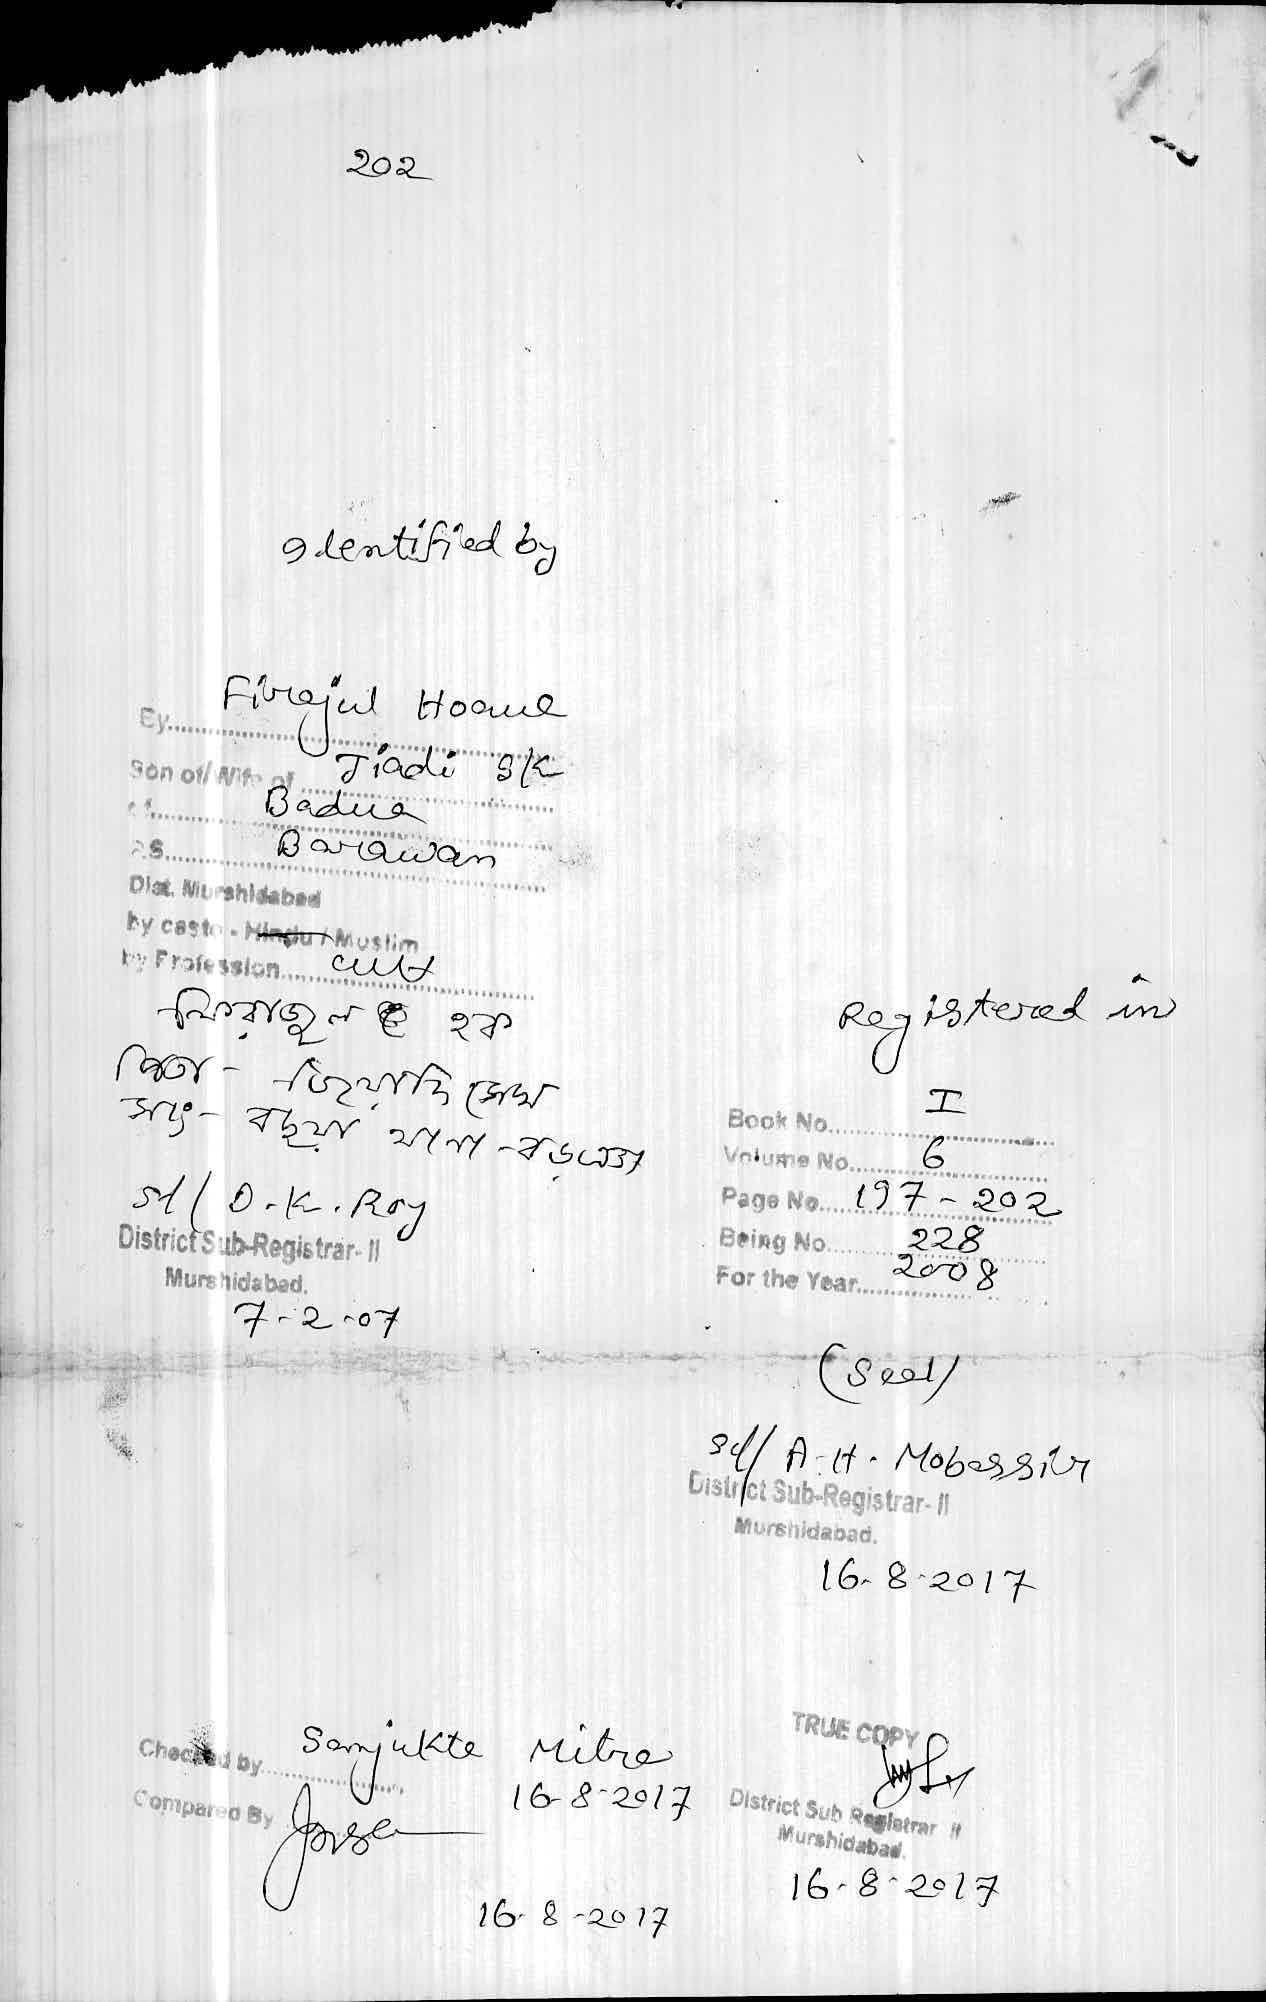 202
Identified by
By............ Firajul Hoque
Son of/Wife of............ Jiadi Sk
of............ Badua
P.S............ Barawan
Dist. Murshidabad
by caste - Hindu / Muslim
by Profession............ cult
ফিরাজুল হক
পিতা - জিয়াদি সেখ
সাং - বদুয়া থানা - বড়ঞা
Sd/ D. K. Roy
District Sub-Registrar- II
Murshidabad.
7-2-07
Registered in
Book No............ I
Volume No............ 6
Page No............ 197 - 202
Being No............ 228
For the Year............ 2008
(Seal)
Sd/ A. H. Mobassir
District Sub-Registrar- II
Murshidabad.
16-8-2017
Checked by............ Sanjukta Mitra
16-8-2017
Compared By
16-8-2017
TRUE COPY
District Sub Registrar II
Murshidabad.
16-8-2017